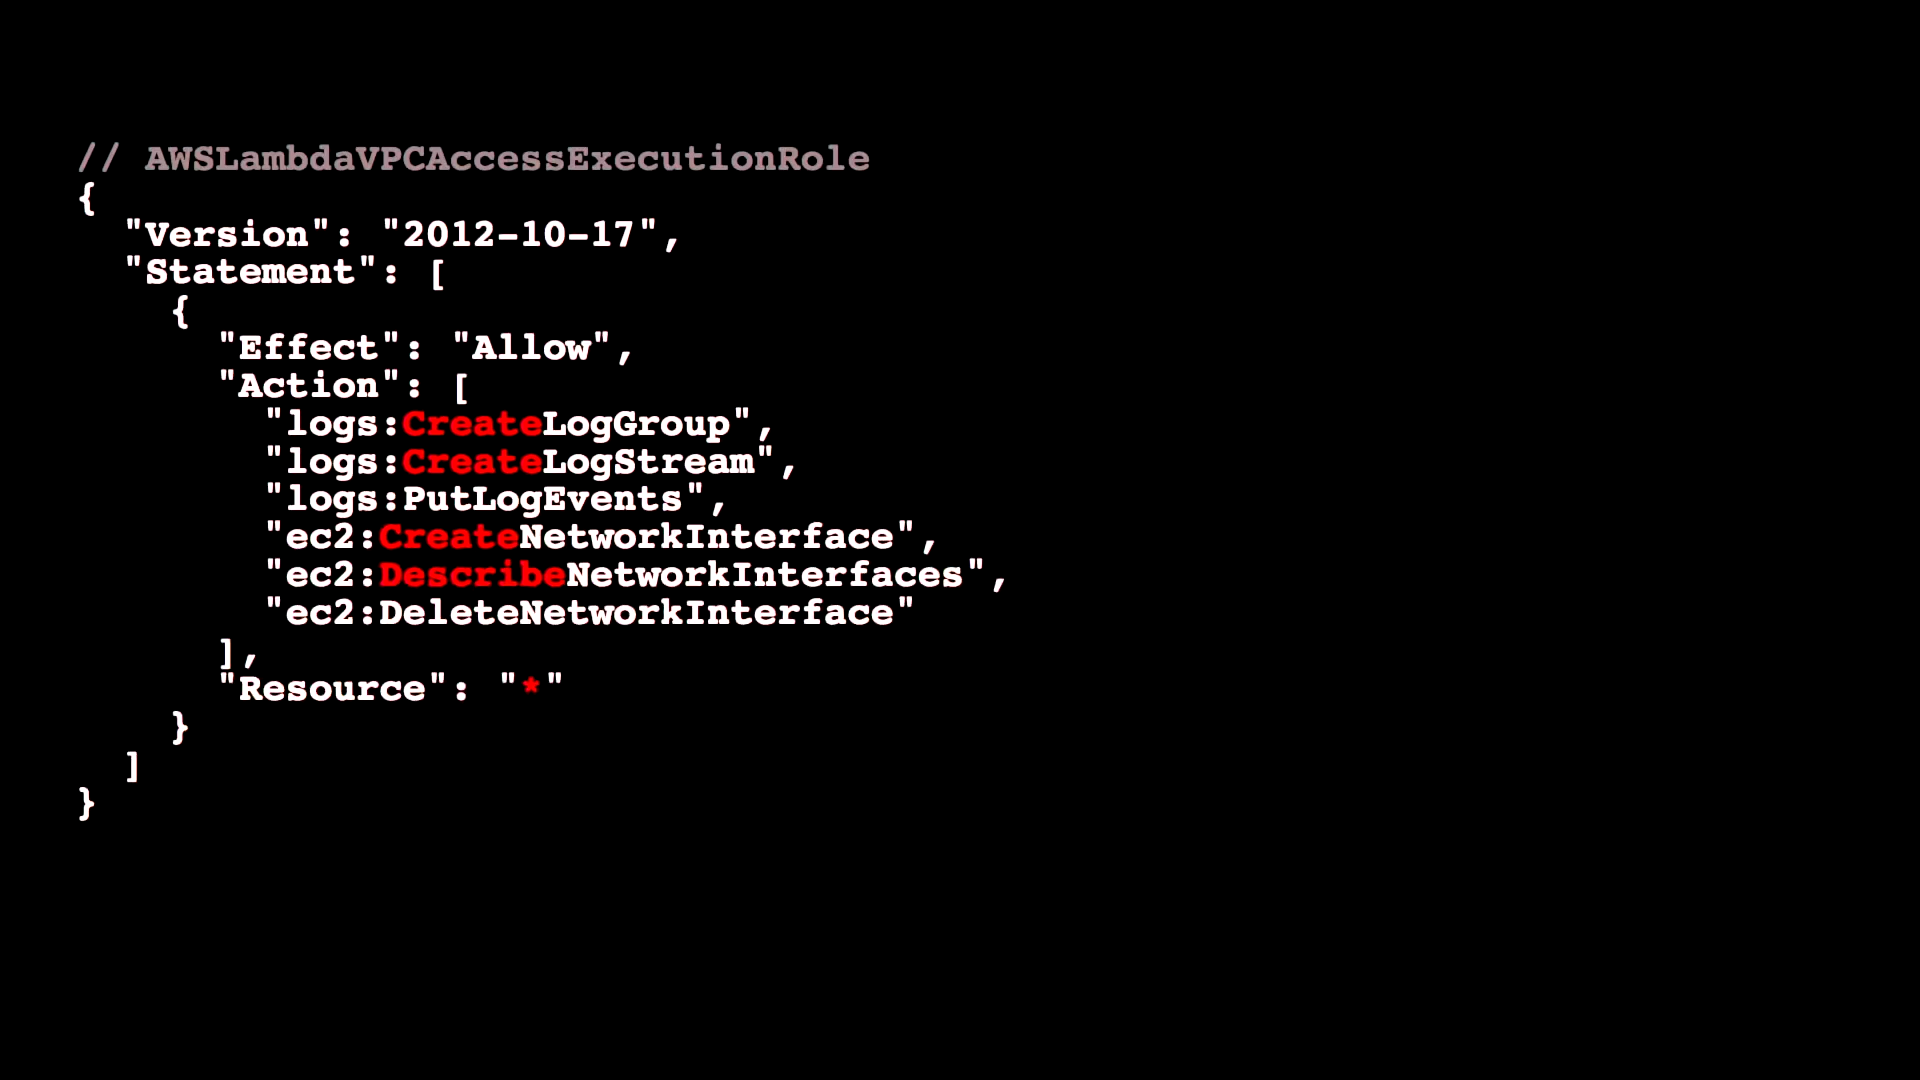 // AWSLambdaVPCAccessExecutionRole
{
"Version": "2012-10-17",
"Statement": [
{
"Effect": "Allow",
"Action": [
"logs:CreateLogGroup",
"logs:CreateLogStream",
"logs:PutLogEvents",
"ec2:CreateNetworkInterface",
"ec2:DescribeNetworkInterfaces",
"ec2:DeleteNetworkInterface"
],
"Resource": "*"
}
]
}